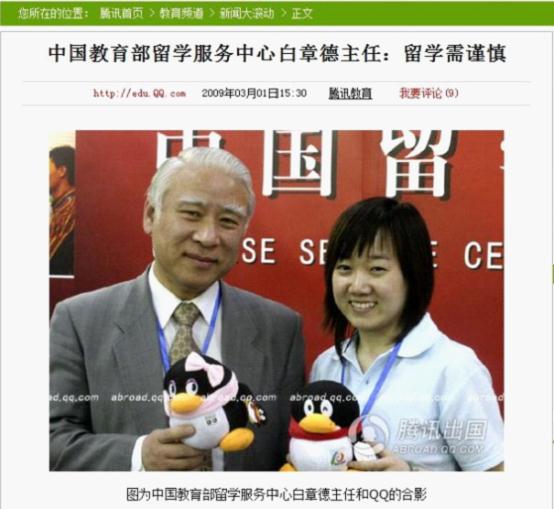 您所在的位置： 腾讯首页 > 教育频道 > 新闻大滚动 > 正文
中国教育部留学服务中心白章德主任：留学需谨慎
http://edu.QQ.com 2009年03月01日15:30 腾讯教育 我要评论(9)
中国留
SE SE CE
abroad.qq.com abroad.qq.com abroad.qq.com
腾讯出国
ABROAD.QQ.COM
图为中国教育部留学服务中心白章德主任和QQ的合影